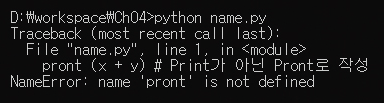 D:\workspace\Ch04>python name.py
Traceback (most recent call last):
  File "name.py", line 1, in <module>
    pront (x + y) # Print가 아닌 Pront로 작성
NameError: name 'pront' is not defined